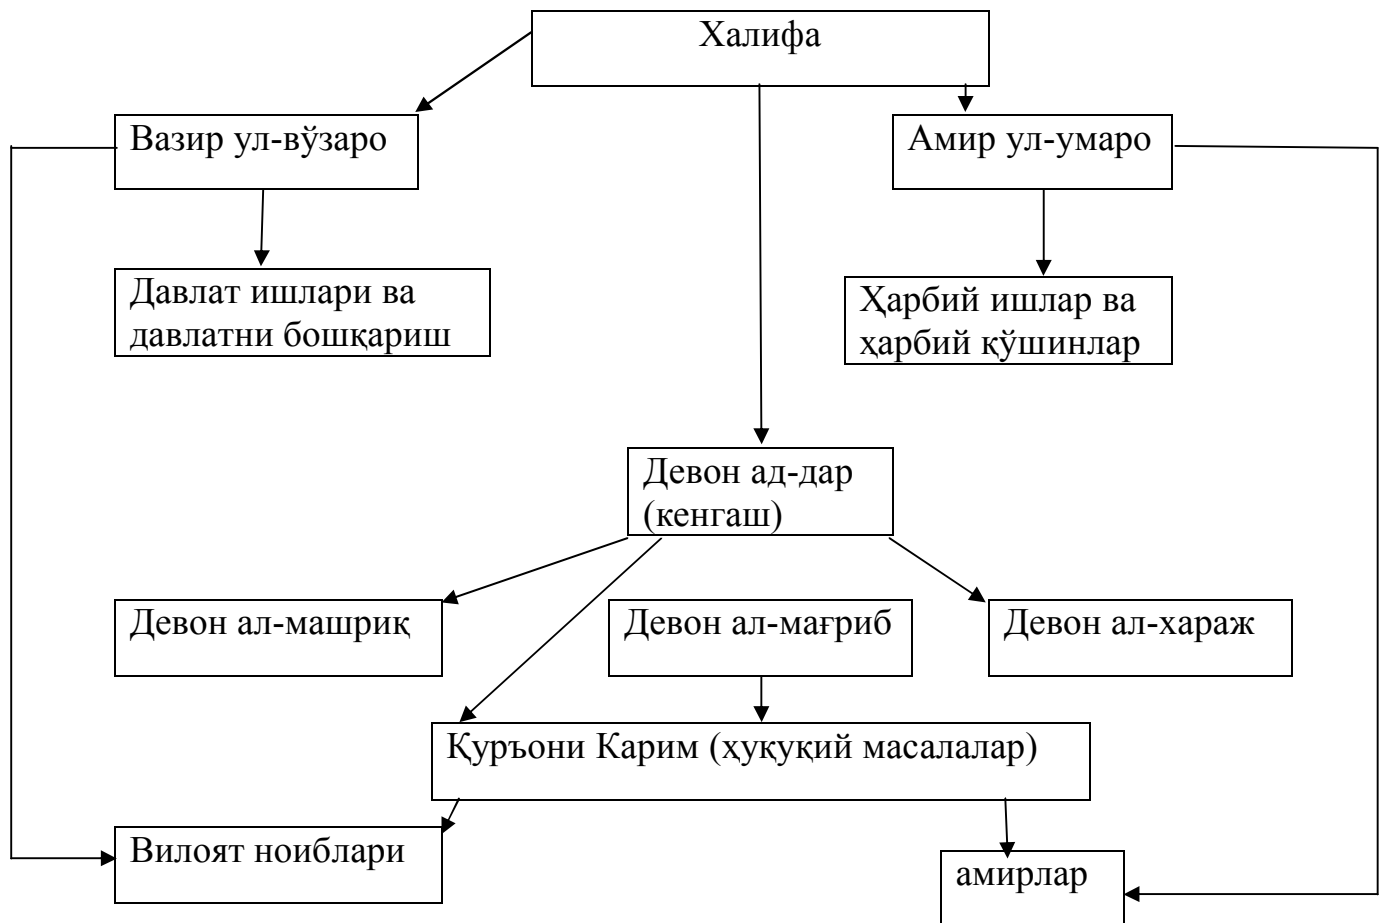 Халифа
Вазир ул-вўзаро
Амир ул-умаро
Давлат ишлари ва
давлатни бошқариш
Ҳарбий ишлар ва
ҳарбий қўшинлар
Девон ад-дар
(кенгаш)
Девон ал-машриқ
Девон ал-мағриб
Девон ал-хараж
Қуръони Карим (ҳуқуқий масалалар)
Вилоят ноиблари
амирлар